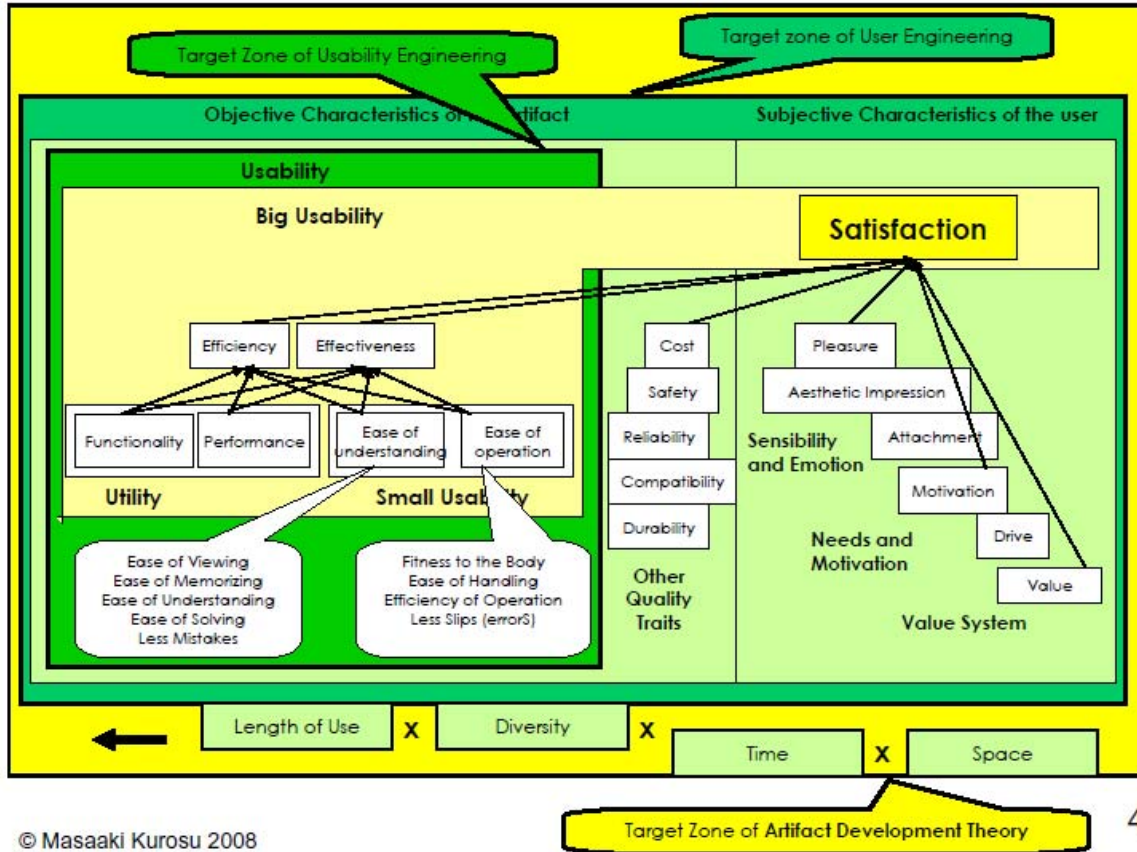 Target Zone of Usability Engineering
Target zone of User Engineering
Objective Characteristics of
rtifact
Subjective Characteristics of the user
Usability
Big Usability
Satisfaction
Efficiency
Effectiveness
Cost
Pleasure
Safety
Aesthetic Impression
Functionality
Performance
Ease of
understanding
Ease of
operation
Reliability
Sensibility
and Emotion
Attachment
Utility
Small Usability
Compatibility
Motivation
Durability
Needs and
Motivation
Drive
Ease of Viewing
Ease of Memorizing
Ease of Understanding
Ease of Solving
Less Mistakes
Fitness to the Body
Ease of Handling
Efficiency of Operation
Less Slips (errorS)
Other
Quality
Traits
Value
Value System
Length of Use
X
Diversity
X
Time
X
Space
Target Zone of Artifact Development Theory
© Masaaki Kurosu 2008